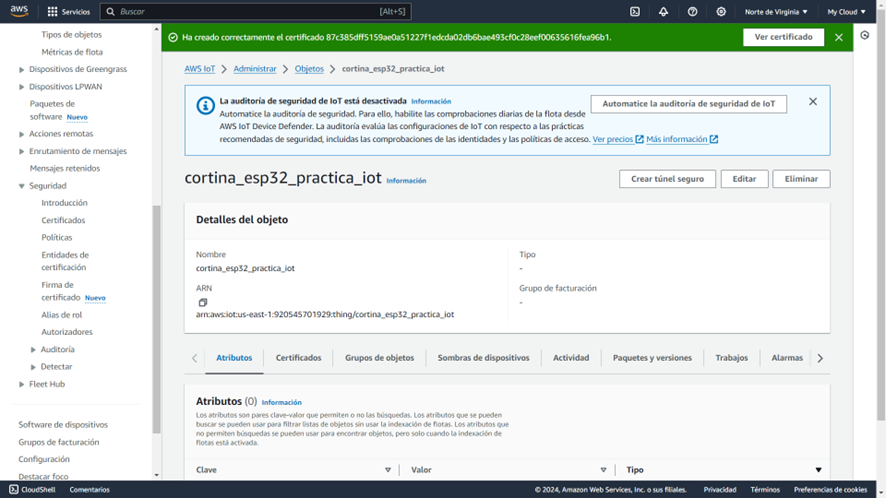 aws
Servicios
Buscar
[Alt+S]
Norte de Virginia
My Cloud
Tipos de objetos
Métricas de flota
Dispositivos de Greengrass
Dispositivos LPWAN
Paquetes de
software Nuevo
Acciones remotas
Enrutamiento de mensajes
Mensajes retenidos
Seguridad
Introducción
Certificados
Políticas
Entidades de
certificación
Firma de
certificado Nuevo
Alias de rol
Autorizadores
Auditoría
Detectar
Fleet Hub
Software de dispositivos
Grupos de facturación
Configuración
Destacar foco
Ha creado correctamente el certificado 87c385dff5159ae0a51227f1edcda02db6bae493cf0c28eef00635616fea96b1.
Ver certificado
AWS IoT
Administrar
Objetos
cortina_esp32_practica_iot
La auditoría de seguridad de IoT está desactivada Información
Automatice la auditoría de seguridad. Para ello, habilite las comprobaciones diarias de la flota desde
AWS IoT Device Defender. La auditoría evalúa las configuraciones de IoT con respecto a las prácticas
recomendadas de seguridad, incluidas las comprobaciones de las identidades y las políticas de acceso. Ver precios Más información
Automatice la auditoría de seguridad de IoT
cortina_esp32_practica_iot Información
Crear túnel seguro
Editar
Eliminar
Detalles del objeto
Nombre
cortina_esp32_practica_iot
Tipo
-
ARN
arn:aws:iot:us-east-1:920545701929:thing/cortina_esp32_practica_iot
Grupo de facturación
-
Atributos
Certificados
Grupos de objetos
Sombras de dispositivos
Actividad
Paquetes y versiones
Trabajos
Alarmas
Atributos (0) Información
Los atributos son pares clave-valor que permiten o no las búsquedas. Los atributos que se pueden
buscar se pueden usar para filtrar listas de objetos sin usar la indexación de flotas. Los atributos que
no permiten búsquedas se pueden usar para encontrar objetos, pero solo cuando la indexación de
flotas está activada.
Clave
Valor
Tipo
CloudShell
Comentarios
© 2024, Amazon Web Services, Inc. o sus filiales.
Privacidad
Términos
Preferencias de cookies